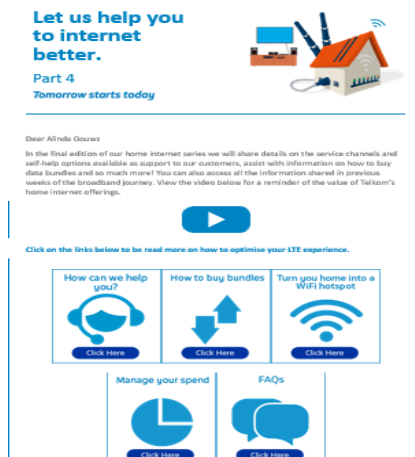 Let us help you
to internet
better.
Part 4
Tomorrow starts today
Dear Alinda Gouws
In the final edition of our home internet series we will share details on the service channels and
self-help options available as support to our customers, assist with information on how to buy
data bundles and so much more! You can also access all the information shared in previous
weeks of the broadband journey. View the video below for a reminder of the value of Telkom's
home internet offerings.
Click on the links below to be read more on how to optimise your LTE experience.
How can we help
you?
Click Here
How to buy bundles
Click Here
Turn you home into a
WiFi hotspot
Click Here
Manage your spend
Click Here
FAQs
Click Here